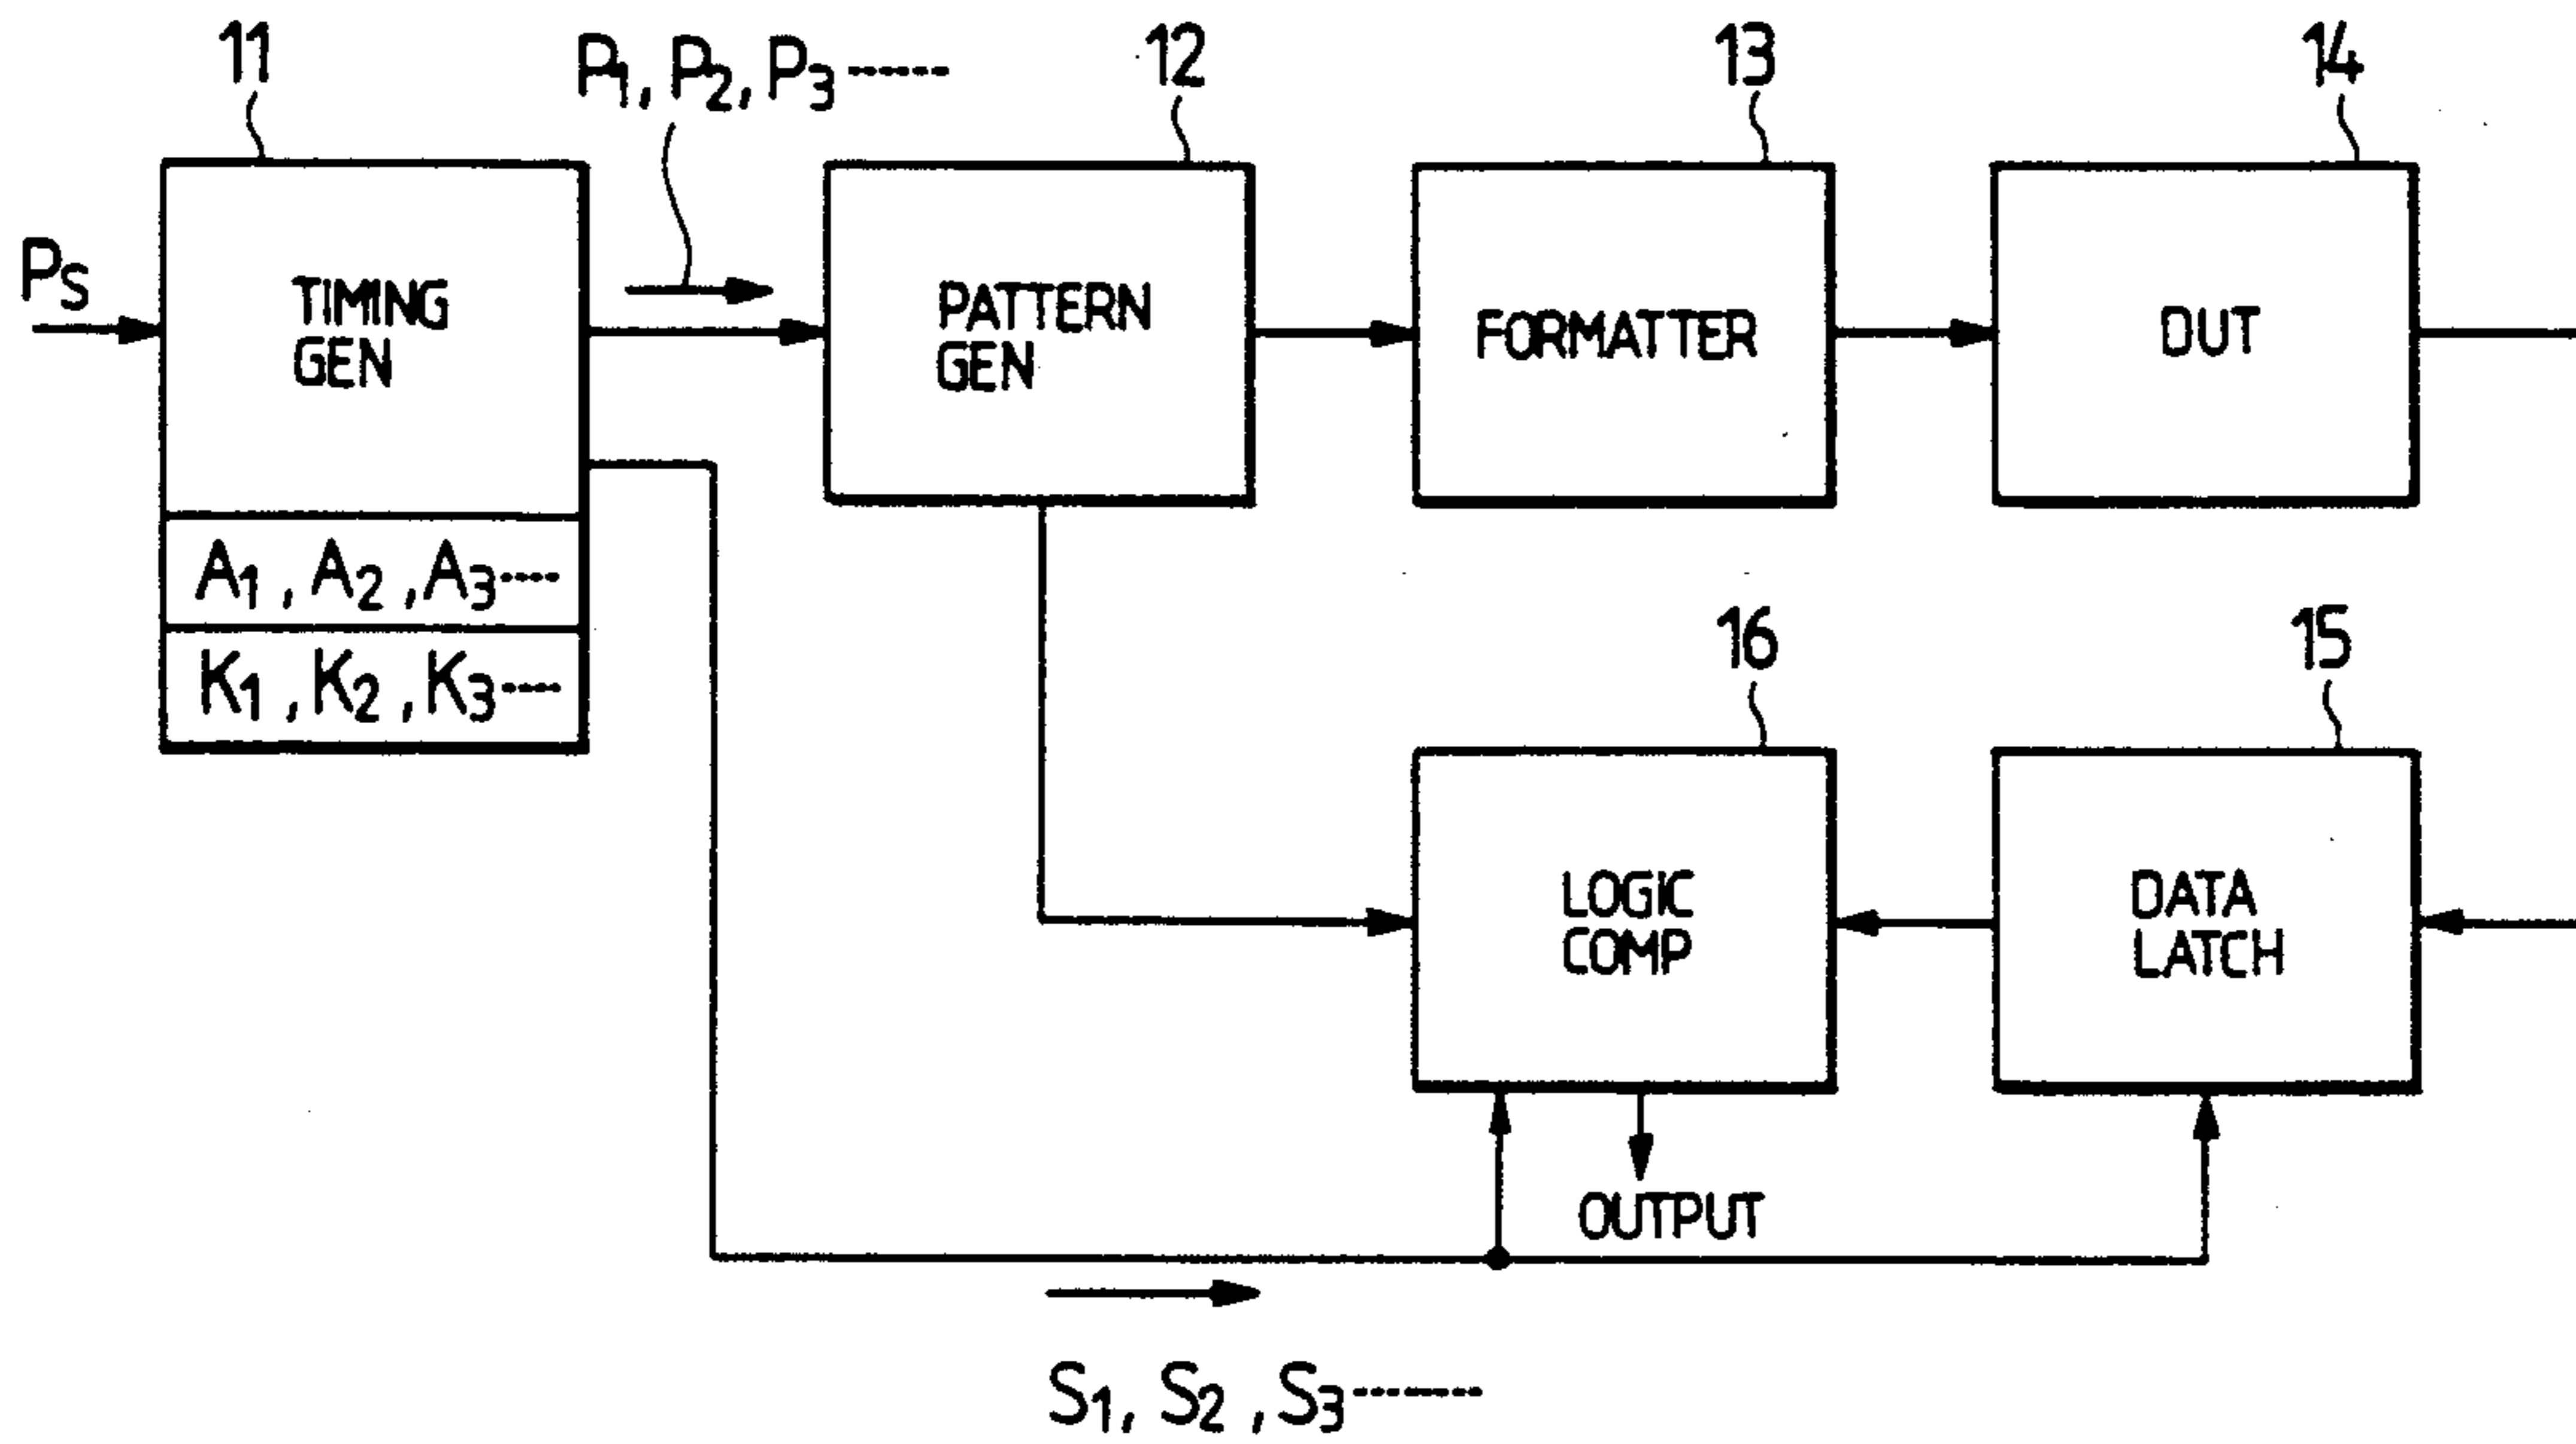 11
P1, P2, P3------
12
13
14
PS
TIMING
GEN
PATTERN
GEN
FORMATTER
DUT
A1, A2, A3----
K1, K2, K3----
16
15
LOGIC
COMP
DATA
LATCH
OUTPUT
S1, S2, S3--------